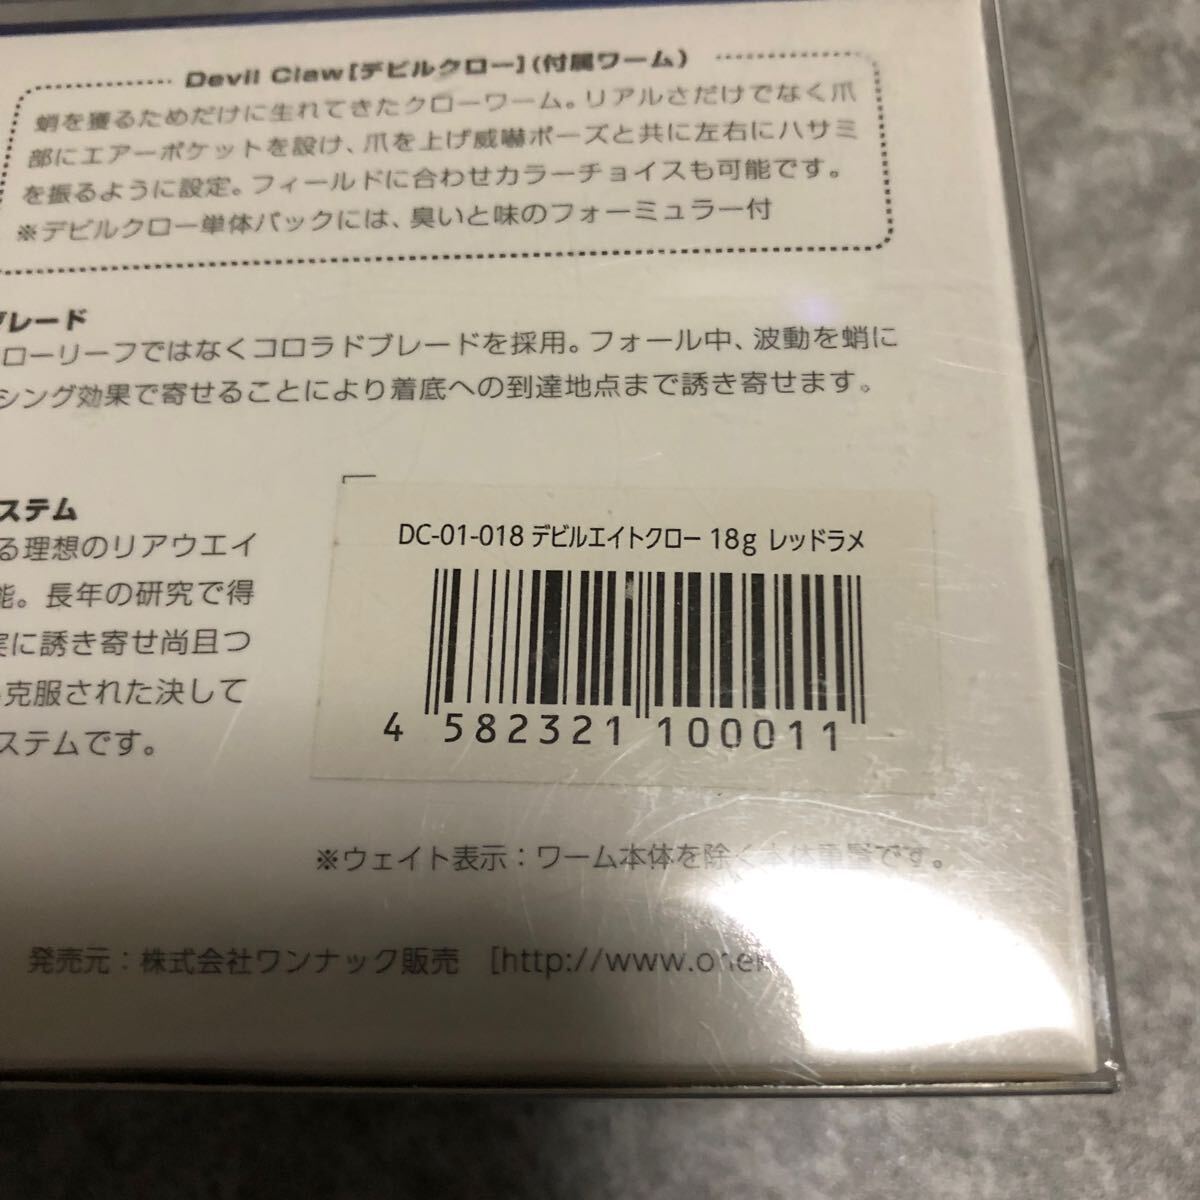 Devil Claw[デビルクロー](付属ワーム)
蛸を獲るためだけに生れてきたクローワーム。リアルさだけでなく爪
部にエアーポケットを設け、爪を上げ威嚇ポーズと共に左右にハサミ
を振るように設定。フィールドに合わせカラーチョイスも可能です。
※デビルクロー単体パックには、臭いと味のフォーミュラー付
ブレード
ローリーフではなくコロラドブレードを採用。フォール中、波動を蛸に
シング効果で寄せることにより着底への到達地点まで誘き寄せます。
ステム
る理想のリアウエイ
能。長年の研究で得
実に誘き寄せ尚且つ
克服された決して
ステムです。
DC-01-018 デビルエイトクロー 18g レッドラメ
4 582321 100011
※ウェイト表示：ワーム本体を除く本体重量です。
発売元：株式会社ワンナック販売 [http://www.one